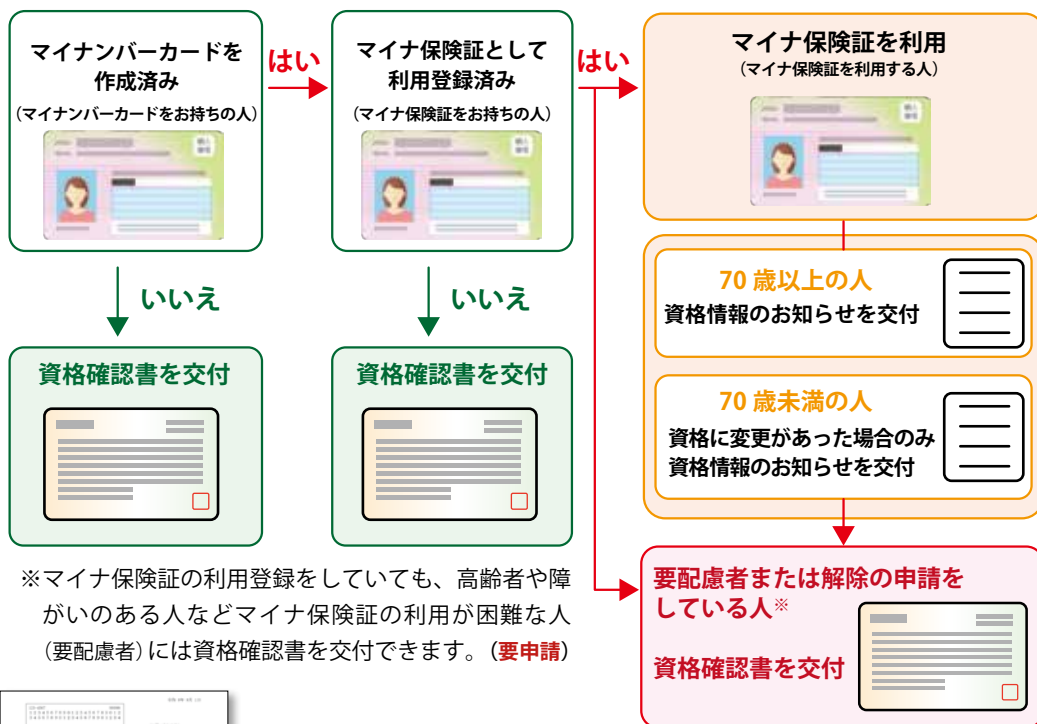 マイナンバーカードを
作成済み
（マイナンバーカードをお持ちの人）
はい
マイナ保険証として
利用登録済み
（マイナ保険証をお持ちの人）
はい
マイナ保険証を利用
（マイナ保険証を利用する人）
いいえ
いいえ
資格確認書を交付
資格確認書を交付
70 歳以上の人
資格情報のお知らせを交付
70 歳未満の人
資格に変更があった場合のみ
資格情報のお知らせを交付
要配慮者または解除の申請を
している人※
資格確認書を交付
※マイナ保険証の利用登録をしていても、高齢者や障
がいのある人などマイナ保険証の利用が困難な人
（要配慮者）には資格確認書を交付できます。（要申請）